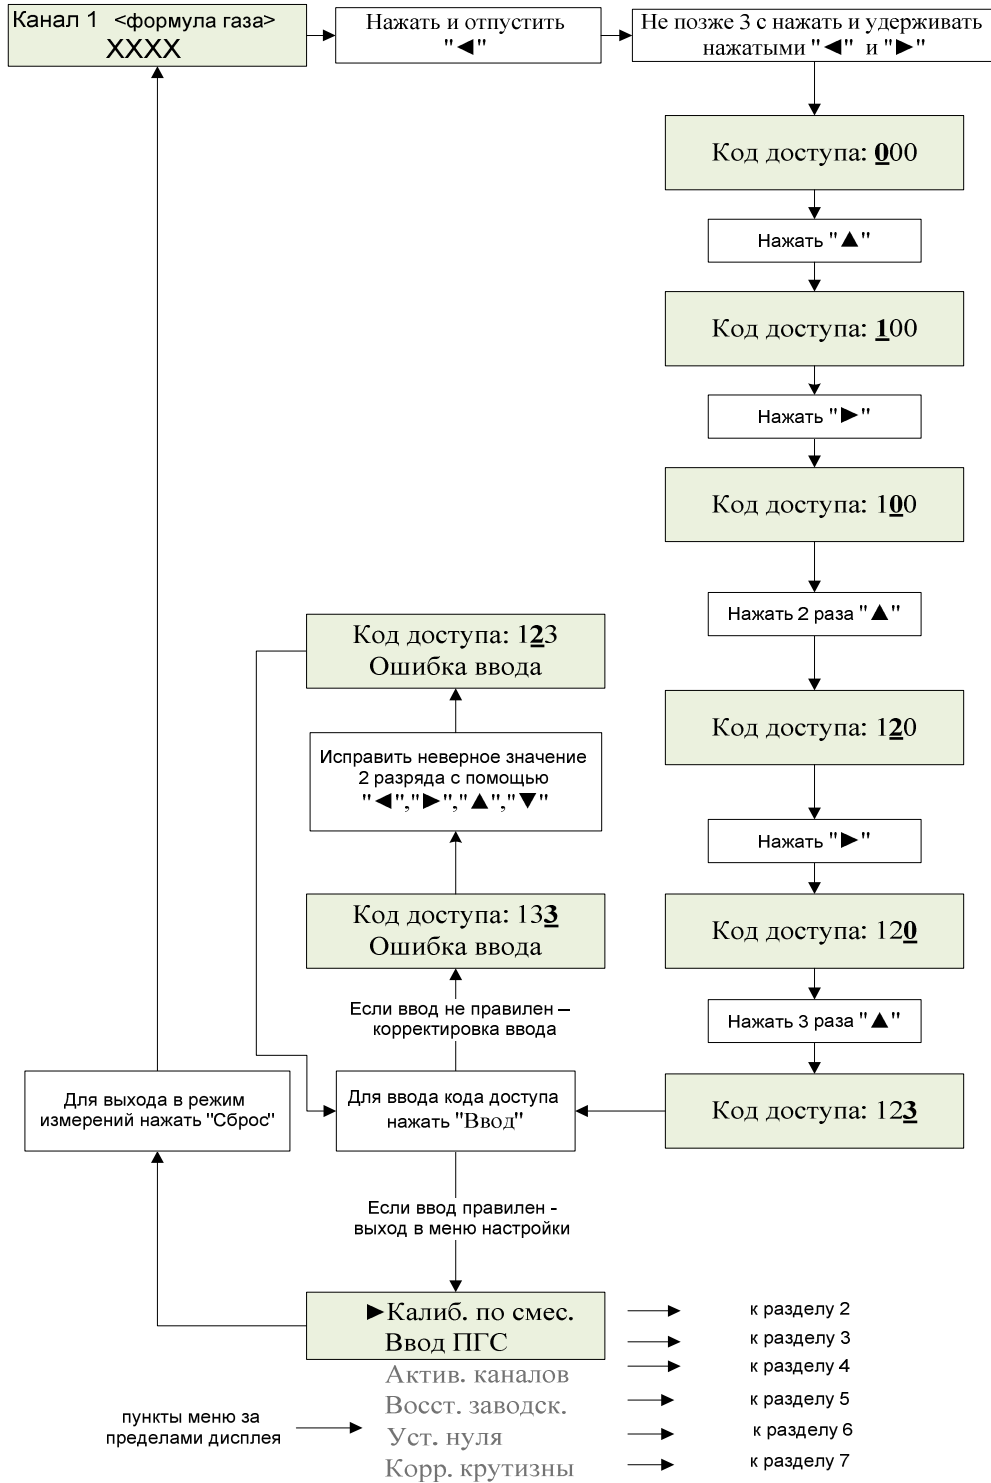 Канал 1 <формула газа>
XXXX
Нажать и отпустить
"◄"
Не позже 3 с нажать и удерживать
нажатыми "◄" и "►"
Код доступа: 000
Нажать "▲"
Код доступа: 100
Нажать "►"
Код доступа: 100
Нажать 2 раза "▲"
Код доступа: 120
Нажать "►"
Код доступа: 120
Нажать 3 раза "▲"
Код доступа: 123
Код доступа: 123
Ошибка ввода
Исправить неверное значение
2 разряда с помощью
"◄","►","▲","▼"
Код доступа: 133
Ошибка ввода
Если ввод не правилен –
корректировка ввода
Для ввода кода доступа
нажать "Ввод"
Для выхода в режим
измерений нажать "Сброс"
Если ввод правилен -
выход в меню настройки
►Калиб. по смес.
Ввод ПГС
Актив. каналов
Восст. заводск.
Уст. нуля
Корр. крутизны
пункты меню за
пределами дисплея
к разделу 2
к разделу 3
к разделу 4
к разделу 5
к разделу 6
к разделу 7